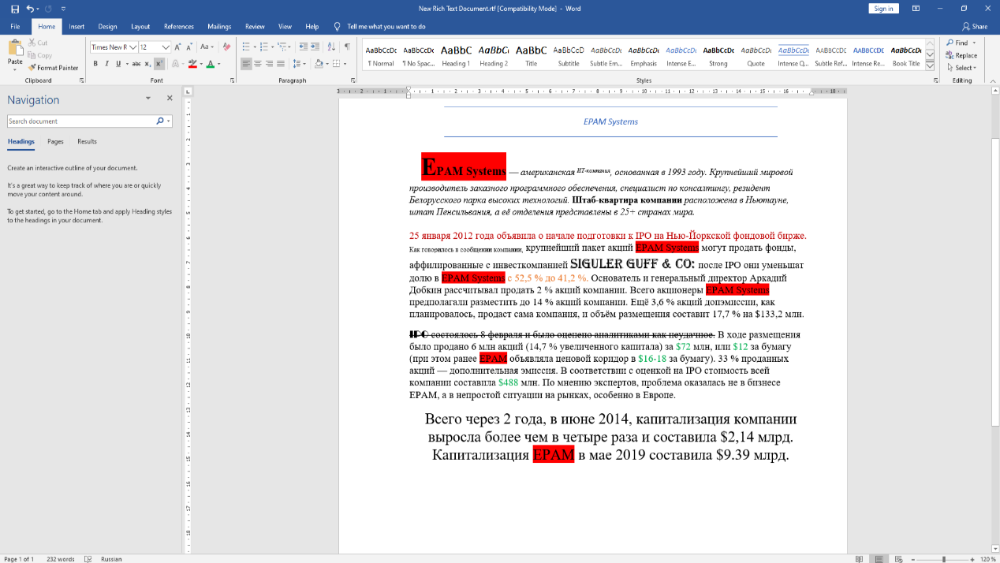 New Rich Text Document.rtf [Compatibility Mode] - Word
Sign in
File Home Insert Design Layout References Mailings Review View Help Tell me what you want to do Share
Paste
Cut
Copy
Format Painter
Clipboard
Times New R 12
Font
Paragraph
AaBbCcDc AaBbCcDc AaBbC AaBbCi AaBbC AaBbCcD AaBbCcDi AaBbCcDi AaBbCcDi AaBbCcDc AaBbCcDi AaBbCcDi AABBCCDE AABBCCDE AaBbCcDi
¶ Normal ¶ No Spac... Heading 1 Heading 2 Title Subtitle Subtle Em... Emphasis Intense E... Strong Quote Intense Q... Subtle Ref... Intense Re... Book Title
Styles
Find
Replace
Select
Editing
Navigation
Search document
Headings Pages Results
Create an interactive outline of your document.
It's a great way to keep track of where you are or quickly
move your content around.
To get started, go to the Home tab and apply Heading styles
to the headings in your document.
EPAM Systems
EPAM Systems — американская ИТ-компания, основанная в 1993 году. Крупнейший мировой
производитель заказного программного обеспечения, специалист по консалтингу, резидент
Белорусского парка высоких технологий. Штаб-квартира компании расположена в Ньютауне,
штат Пенсильвания, а её отделения представлены в 25+ странах мира.
25 января 2012 года объявила о начале подготовки к IPO на Нью-Йоркской фондовой бирже.
Как говорилось в сообщении компании, крупнейший пакет акций EPAM Systems могут продать фонды,
аффилированные с инвесткомпанией SIGULER GUFF & CO: после IPO они уменьшат
долю в EPAM Systems с 52,5 % до 41,2 %. Основатель и генеральный директор Аркадий
Добкин рассчитывал продать 2 % акций компании. Всего акционеры EPAM Systems
предполагали разместить до 14 % акций компании. Ещё 3,6 % акций допэмиссии, как
планировалось, продаст сама компания, и объём размещения составит 17,7 % на $133,2 млн.
IPO состоялось 8 февраля и было оценено аналитиками как неудачное. В ходе размещения
было продано 6 млн акций (14,7 % увеличенного капитала) за $72 млн, или $12 за бумагу
(при этом ранее EPAM объявляла ценовой коридор в $16-18 за бумагу). 33 % проданных
акций — дополнительная эмиссия. В соответствии с оценкой на IPO стоимость всей
компании составила $488 млн. По мнению экспертов, проблема оказалась не в бизнесе
EPAM, а в непростой ситуации на рынках, особенно в Европе.
Всего через 2 года, в июне 2014, капитализация компании
выросла более чем в четыре раза и составила $2,14 млрд.
Капитализация EPAM в мае 2019 составила $9.39 млрд.
Page 1 of 1 232 words Russian 120 %